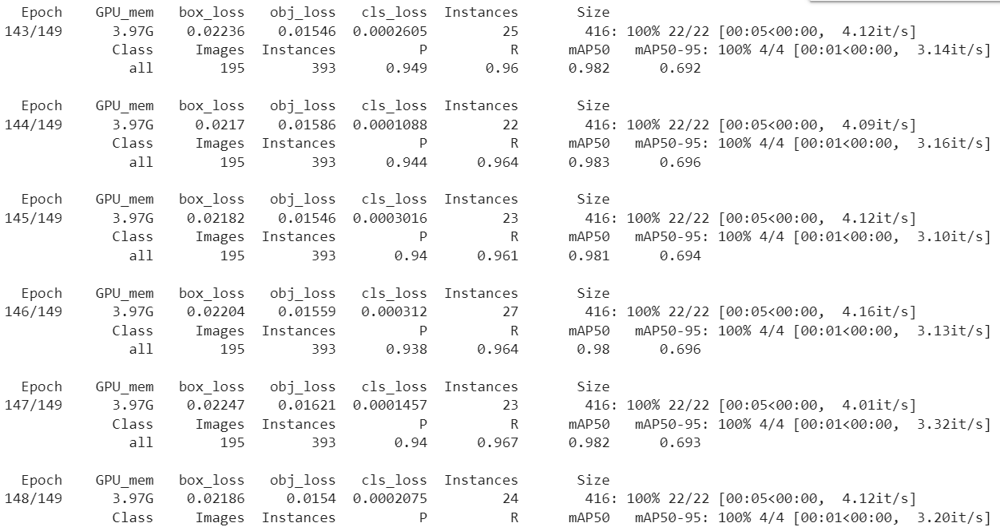 Epoch GPU_mem box_loss obj_loss cls_loss Instances Size
143/149 3.97G 0.02236 0.01546 0.0002605 25 416: 100% 22/22 [00:05<00:00, 4.12it/s]
Class Images Instances P R mAP50 mAP50-95: 100% 4/4 [00:01<00:00, 3.14it/s]
all 195 393 0.949 0.96 0.982 0.692
Epoch GPU_mem box_loss obj_loss cls_loss Instances Size
144/149 3.97G 0.0217 0.01586 0.0001088 22 416: 100% 22/22 [00:05<00:00, 4.09it/s]
Class Images Instances P R mAP50 mAP50-95: 100% 4/4 [00:01<00:00, 3.16it/s]
all 195 393 0.944 0.964 0.983 0.696
Epoch GPU_mem box_loss obj_loss cls_loss Instances Size
145/149 3.97G 0.02182 0.01546 0.0003016 23 416: 100% 22/22 [00:05<00:00, 4.12it/s]
Class Images Instances P R mAP50 mAP50-95: 100% 4/4 [00:01<00:00, 3.10it/s]
all 195 393 0.94 0.961 0.981 0.694
Epoch GPU_mem box_loss obj_loss cls_loss Instances Size
146/149 3.97G 0.02204 0.01559 0.000312 27 416: 100% 22/22 [00:05<00:00, 4.16it/s]
Class Images Instances P R mAP50 mAP50-95: 100% 4/4 [00:01<00:00, 3.13it/s]
all 195 393 0.938 0.964 0.98 0.696
Epoch GPU_mem box_loss obj_loss cls_loss Instances Size
147/149 3.97G 0.02247 0.01621 0.0001457 23 416: 100% 22/22 [00:05<00:00, 4.01it/s]
Class Images Instances P R mAP50 mAP50-95: 100% 4/4 [00:01<00:00, 3.32it/s]
all 195 393 0.94 0.967 0.982 0.693
Epoch GPU_mem box_loss obj_loss cls_loss Instances Size
148/149 3.97G 0.02186 0.0154 0.0002075 24 416: 100% 22/22 [00:05<00:00, 4.12it/s]
Class Images Instances P R mAP50 mAP50-95: 100% 4/4 [00:01<00:00, 3.20it/s]